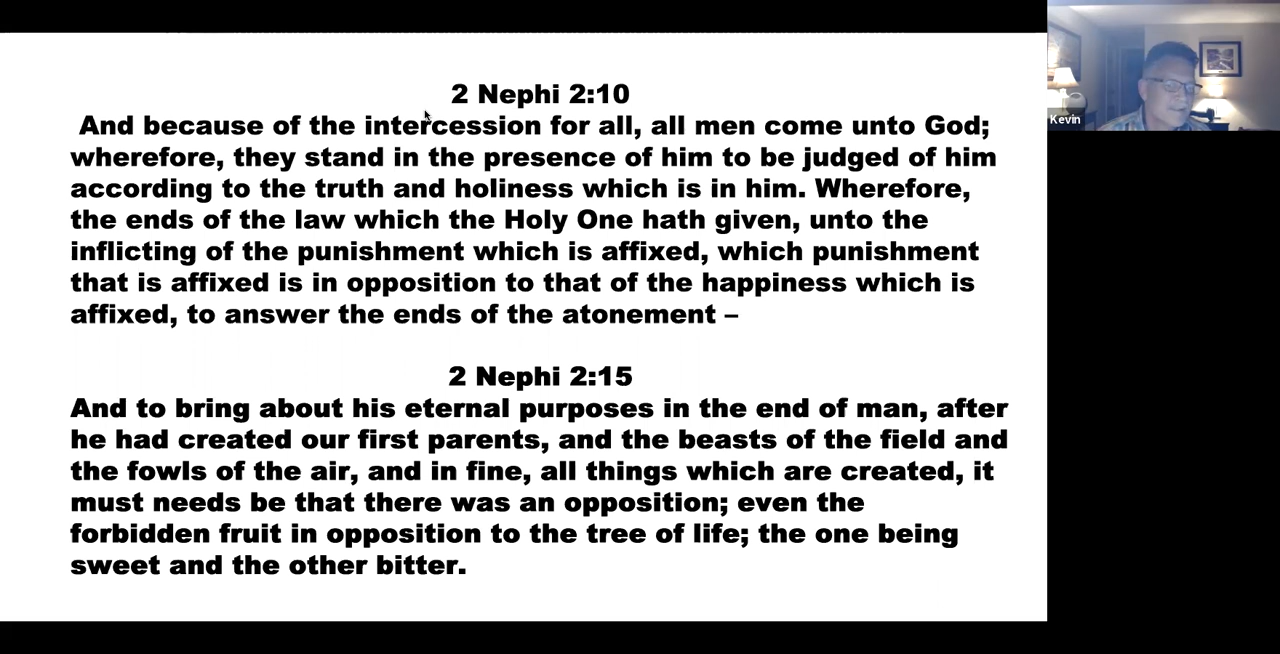 2 Nephi 2:10
And because of the intercession for all, all men come unto God;
wherefore, they stand in the presence of him to be judged of him
according to the truth and holiness which is in him. Wherefore,
the ends of the law which the Holy One hath given, unto the
inflicting of the punishment which is affixed, which punishment
that is affixed is in opposition to that of the happiness which is
affixed, to answer the ends of the atonement –
2 Nephi 2:15
And to bring about his eternal purposes in the end of man, after
he had created our first parents, and the beasts of the field and
the fowls of the air, and in fine, all things which are created, it
must needs be that there was an opposition; even the
forbidden fruit in opposition to the tree of life; the one being
sweet and the other bitter.
Kevin